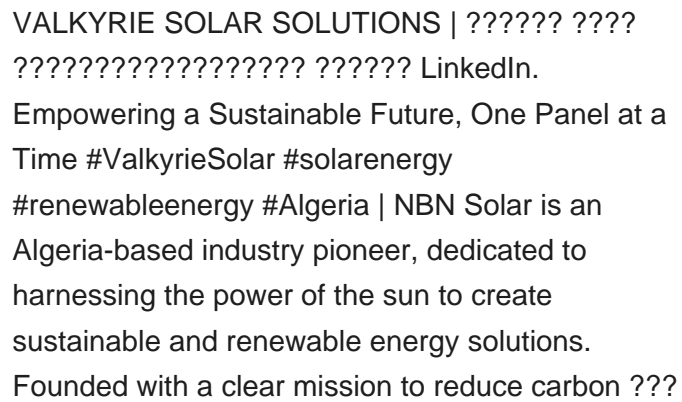 VALKYRIE SOLAR SOLUTIONS | ?????? ????
?????????????????? ?????? LinkedIn.
Empowering a Sustainable Future, One Panel at a
Time #ValkyrieSolar #solarenergy
#renewableenergy #Algeria | NBN Solar is an
Algeria-based industry pioneer, dedicated to
harnessing the power of the sun to create
sustainable and renewable energy solutions.
Founded with a clear mission to reduce carbon ???